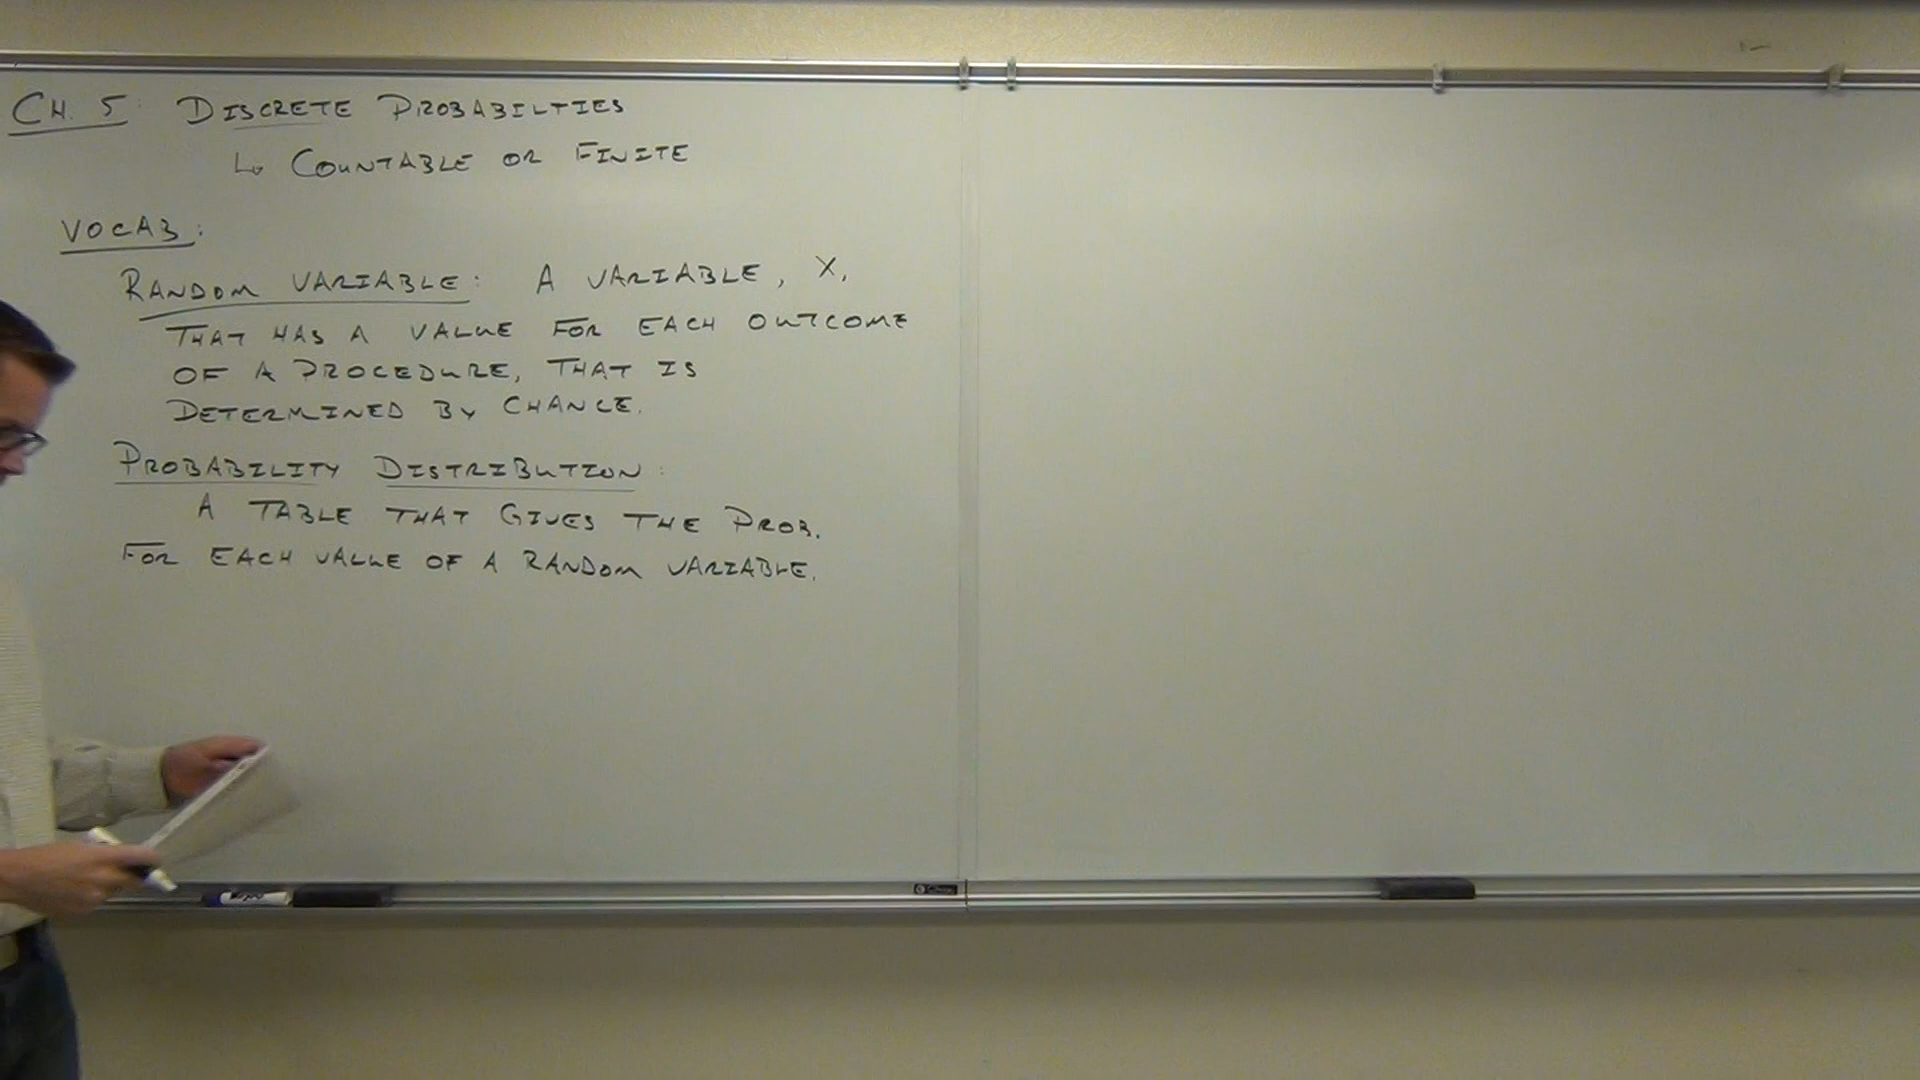 CH. 5: DISCRETE PROBABILTIES
↳ COUNTABLE OR FINITE
VOCAB:
RANDOM VARIABLE: A VARIABLE, X,
THAT HAS A VALUE FOR EACH OUTCOME
OF A PROCEDURE, THAT IS
DETERMINED BY CHANCE.
PROBABILITY DISTRIBUTION:
A TABLE THAT GIVES THE PROB.
FOR EACH VALUE OF A RANDOM VARIABLE.
EXPO